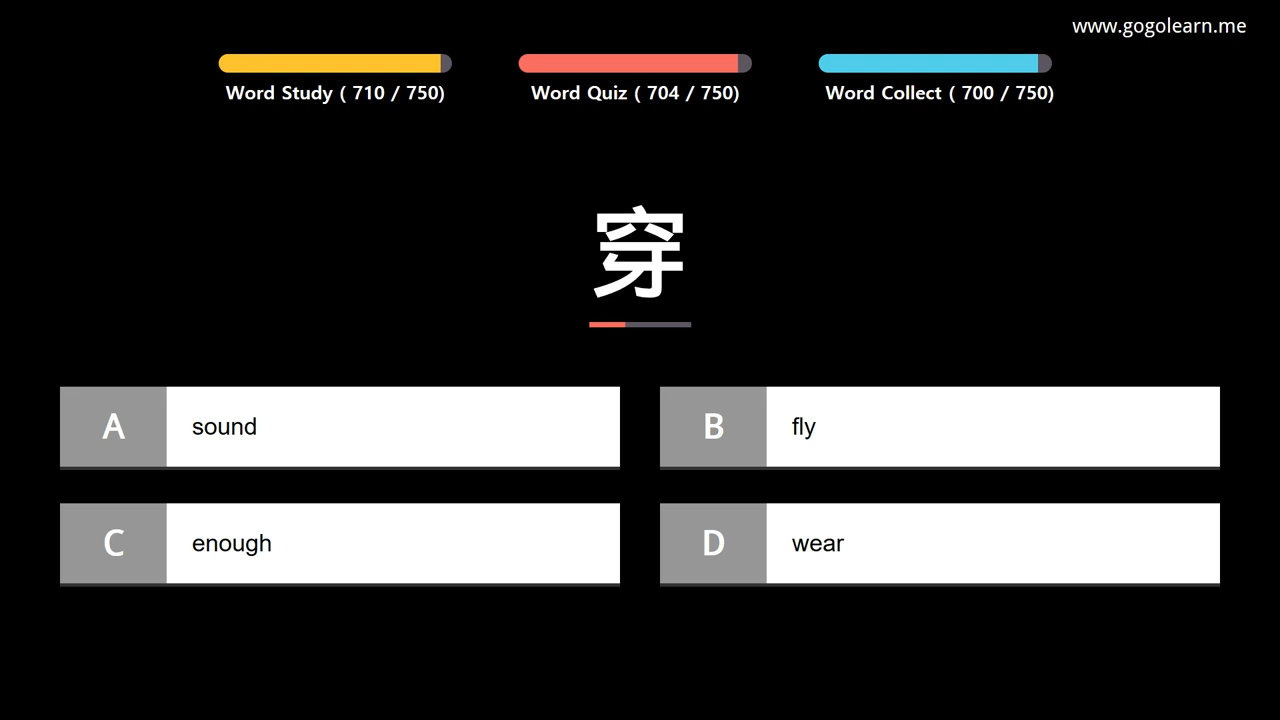 www.gogolearn.me
Word Study ( 710 / 750)
Word Quiz ( 704 / 750)
Word Collect ( 700 / 750)
穿
A sound
B fly
C enough
D wear